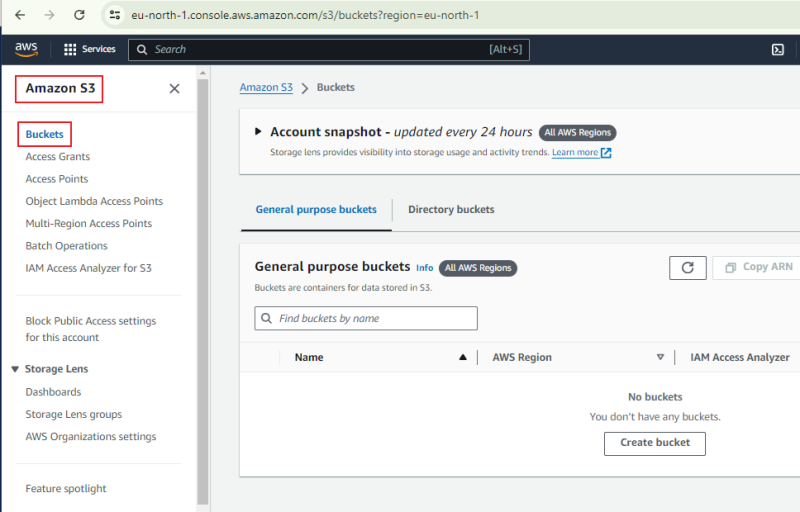 eu-north-1.console.aws.amazon.com/s3/buckets?region=eu-north-1
aws Services Search [Alt+S]
Amazon S3
Buckets
Access Grants
Access Points
Object Lambda Access Points
Multi-Region Access Points
Batch Operations
IAM Access Analyzer for S3
Block Public Access settings
for this account
Storage Lens
Dashboards
Storage Lens groups
AWS Organizations settings
Feature spotlight
Amazon S3 Buckets
Account snapshot - updated every 24 hours All AWS Regions
Storage lens provides visibility into storage usage and activity trends. Learn more
General purpose buckets Directory buckets
General purpose buckets Info All AWS Regions
Copy ARN
Buckets are containers for data stored in S3.
Find buckets by name
Name AWS Region IAM Access Analyzer
No buckets
You don't have any buckets.
Create bucket